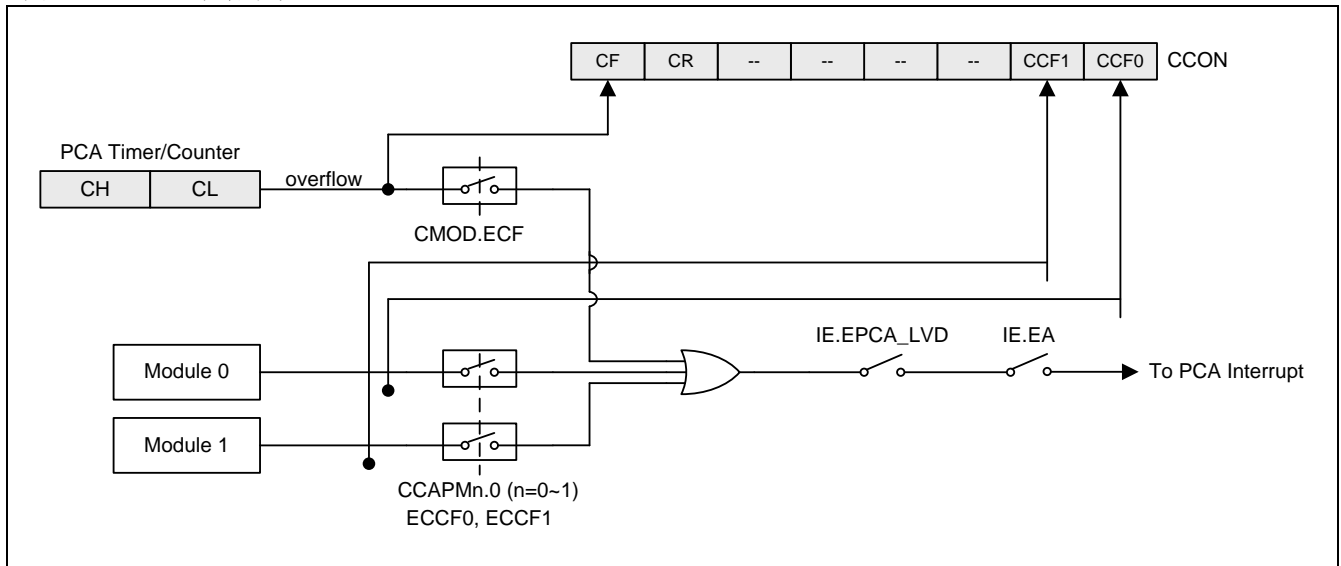 CF CR -- -- -- -- CCF1 CCF0 CCON
PCA Timer/Counter
CH CL overflow
CMOD.ECF
IE.EPCA_LVD IE.EA
Module 0
To PCA Interrupt
Module 1
CCAPMn.0 (n=0~1)
ECCF0, ECCF1